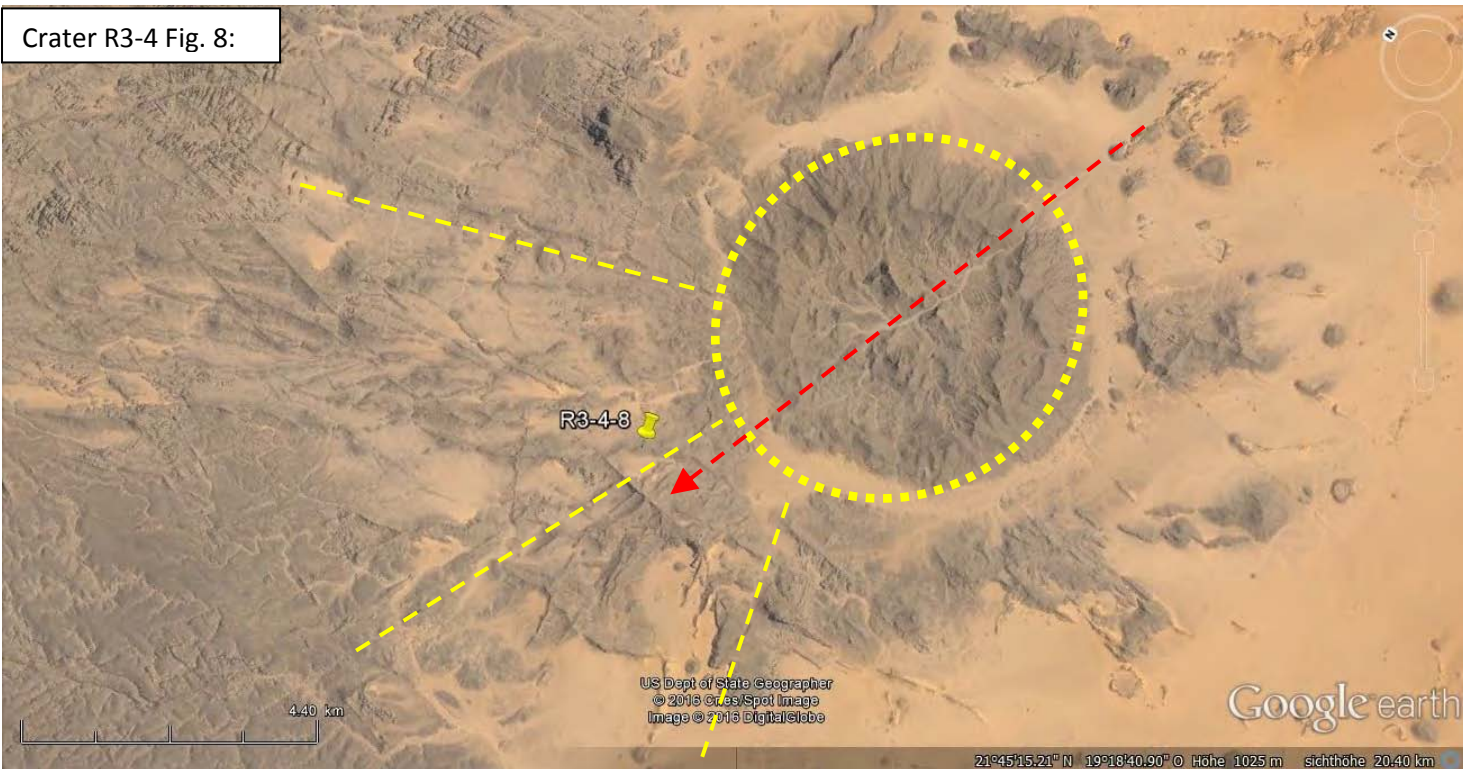 Crater R3-4 Fig. 8:
N
R3-4-8
4.40 km
US Dept of State Geographer
© 2016 Cnes/Spot Image
Image © 2016 DigitalGlobe
Google earth
21°45'15.21" N 19°18'40.90" O Höhe 1025 m sichthöhe 20.40 km